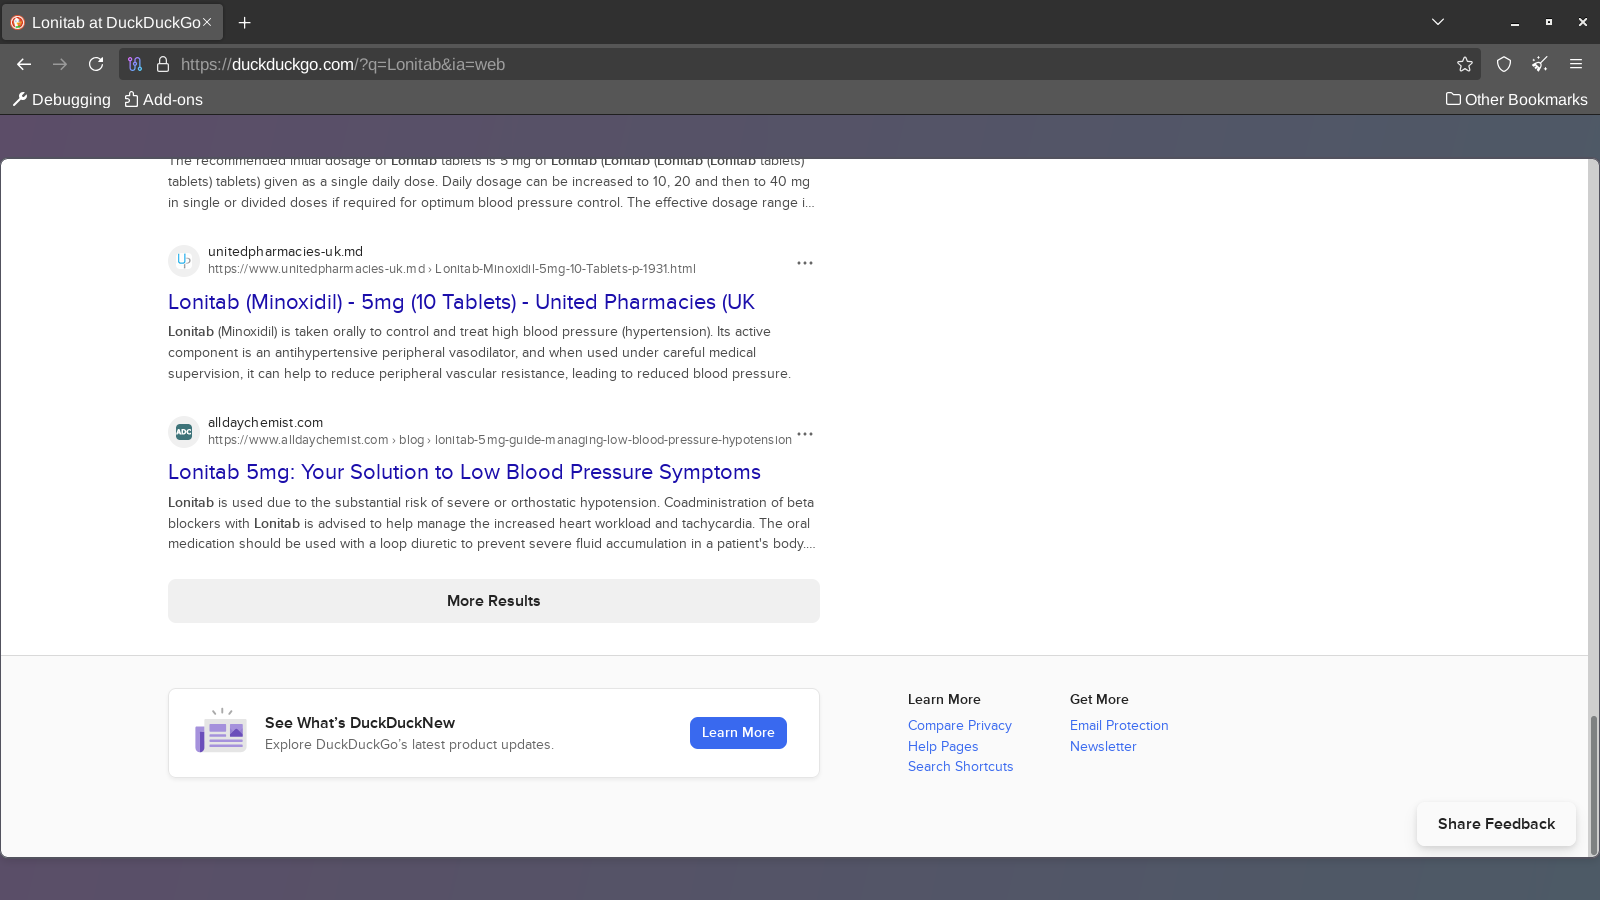 Lonitab at DuckDuckGo
https://duckduckgo.com/?q=Lonitab&ia=web
Debugging
Add-ons
Other Bookmarks
The recommended initial dosage of Lonitab tablets is 5 mg of Lonitab (Lonitab (Lonitab (Lonitab tablets)
tablets) tablets) given as a single daily dose. Daily dosage can be increased to 10, 20 and then to 40 mg
in single or divided doses if required for optimum blood pressure control. The effective dosage range i...
unitedpharmacies-uk.md
https://www.unitedpharmacies-uk.md › Lonitab-Minoxidil-5mg-10-Tablets-p-1931.html
Lonitab (Minoxidil) - 5mg (10 Tablets) - United Pharmacies (UK
Lonitab (Minoxidil) is taken orally to control and treat high blood pressure (hypertension). Its active
component is an antihypertensive peripheral vasodilator, and when used under careful medical
supervision, it can help to reduce peripheral vascular resistance, leading to reduced blood pressure.
ADC
alldaychemist.com
https://www.alldaychemist.com › blog › lonitab-5mg-guide-managing-low-blood-pressure-hypotension
Lonitab 5mg: Your Solution to Low Blood Pressure Symptoms
Lonitab is used due to the substantial risk of severe or orthostatic hypotension. Coadministration of beta
blockers with Lonitab is advised to help manage the increased heart workload and tachycardia. The oral
medication should be used with a loop diuretic to prevent severe fluid accumulation in a patient's body....
More Results
See What's DuckDuckNew
Explore DuckDuckGo's latest product updates.
Learn More
Learn More
Compare Privacy
Help Pages
Search Shortcuts
Get More
Email Protection
Newsletter
Share Feedback